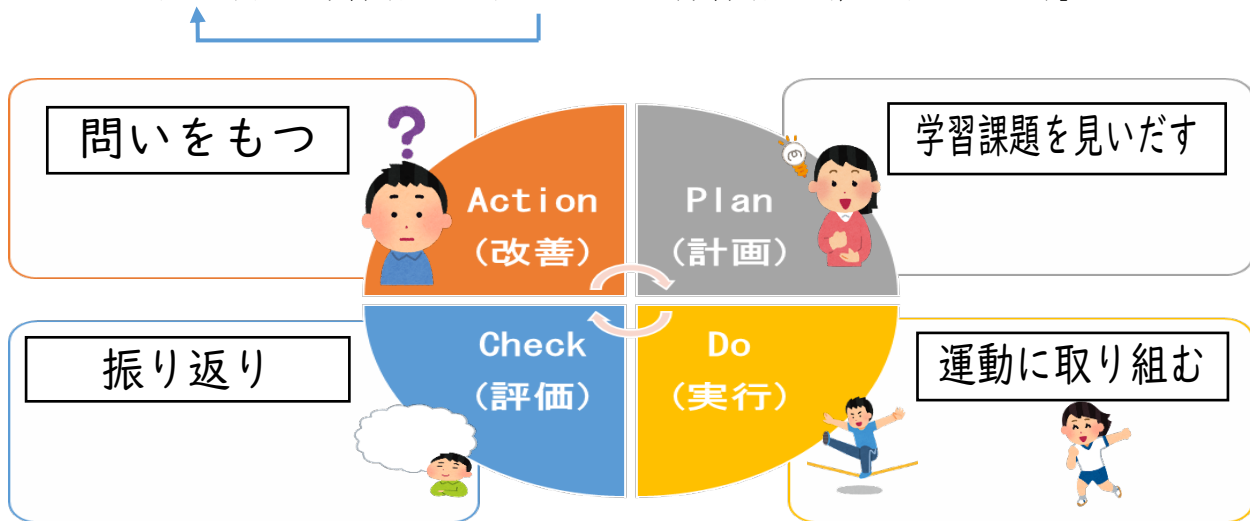 問いをもつ
Action
(改善)
Plan
(計画)
学習課題を見いだす
振り返り
Check
(評価)
Do
(実行)
運動に取り組む